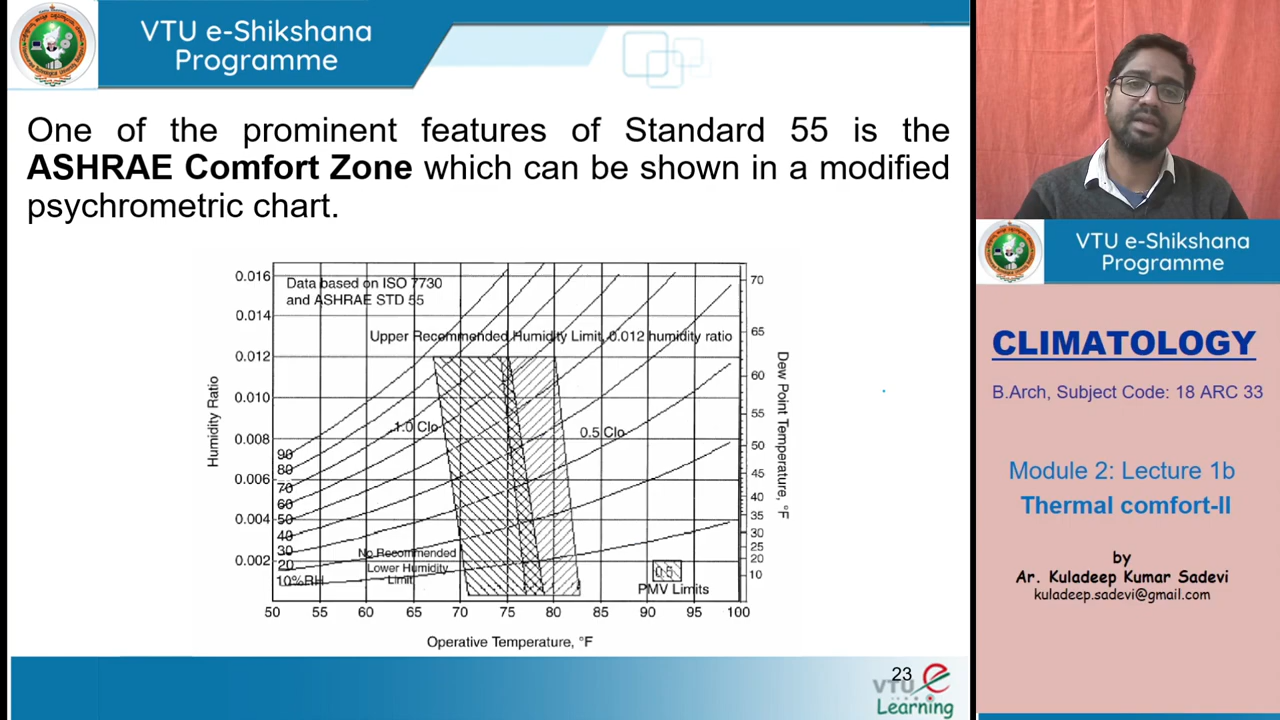 VTU e-Shikshana
Programme
One of the prominent features of Standard 55 is the
ASHRAE Comfort Zone which can be shown in a modified
psychrometric chart.
0.016
0.014
0.012
0.010
0.008
0.006
0.004
0.002
Humidity Ratio
Data based on ISO 7730
and ASHRAE STD 55
Upper Recommended Humidity Limit, 0.012 humidity ratio
1.0 Clo
0.5 Clo
90
80
70
60
50
40
30
20
10%RH
No Recommended
Lower Humidity
Limit
0.5
PMV Limits
70
65
60
55
50
45
40
35
30
25
20
10
Dew Point Temperature, °F
50 55 60 65 70 75 80 85 90 95 100
Operative Temperature, °F
23
VTU e
Learning
VTU e-Shikshana
Programme
CLIMATOLOGY
B.Arch, Subject Code: 18 ARC 33
Module 2: Lecture 1b
Thermal comfort-II
by
Ar. Kuladeep Kumar Sadevi
kuladeep.sadevi@gmail.com